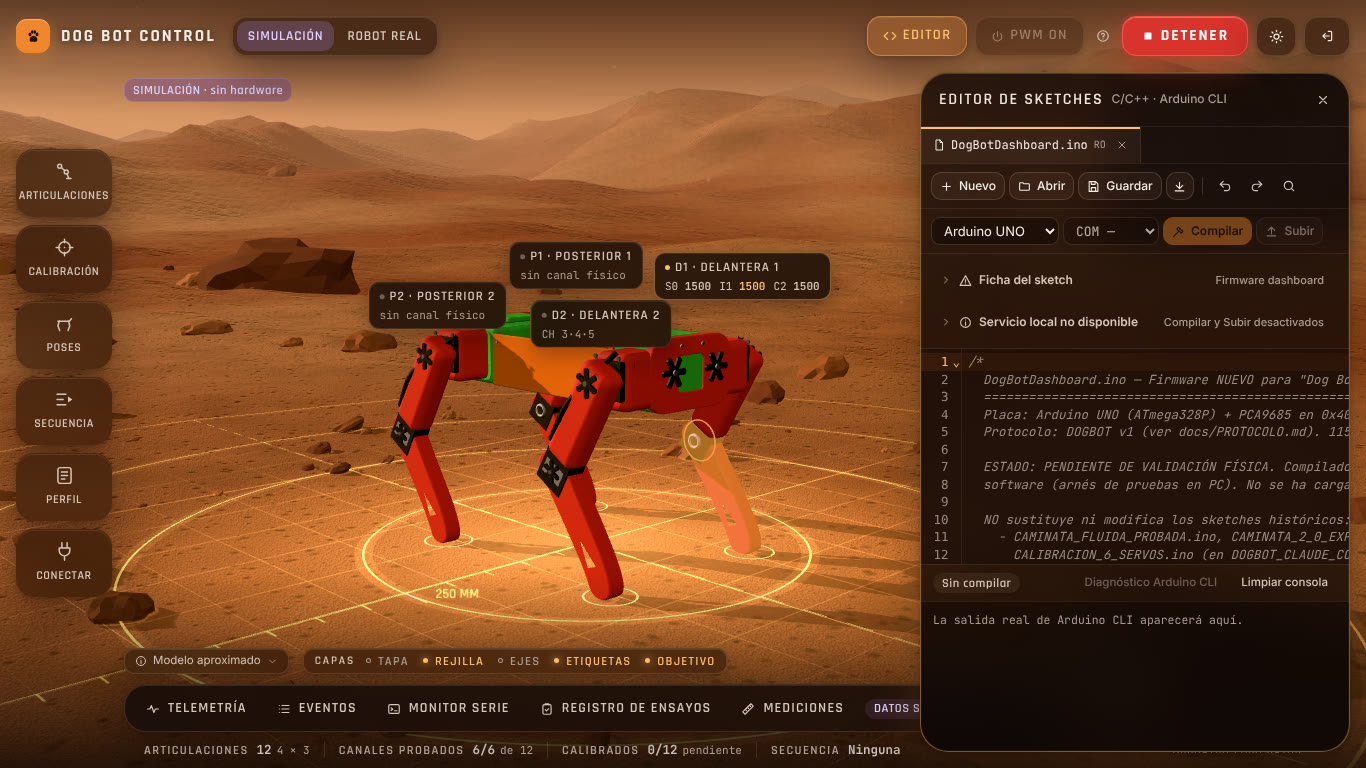 DOG BOT CONTROL
SIMULACIÓN
ROBOT REAL
EDITOR
PWM ON
DETENER
SIMULACIÓN · sin hardware
ARTICULACIONES
CALIBRACIÓN
POSES
SECUENCIA
PERFIL
CONECTAR
P1 · POSTERIOR 1
sin canal físico
D1 · DELANTERA 1
S0 1500 I1 1500 C2 1500
P2 · POSTERIOR 2
sin canal físico
D2 · DELANTERA 2
CH 3·4·5
250 MM
Modelo aproximado
CAPAS
TAPA
REJILLA
EJES
ETIQUETAS
OBJETIVO
TELEMETRÍA
EVENTOS
MONITOR SERIE
REGISTRO DE ENSAYOS
MEDICIONES
DATOS S
ARTICULACIONES 12 4 × 3
CANALES PROBADOS 6/6 de 12
CALIBRADOS 0/12 pendiente
SECUENCIA Ninguna
EDITOR DE SKETCHES C/C++ · Arduino CLI
DogBotDashboard.ino RO
Nuevo
Abrir
Guardar
Arduino UNO
COM —
Compilar
Subir
Ficha del sketch
Firmware dashboard
Servicio local no disponible
Compilar y Subir desactivados
1 /*
2 DogBotDashboard.ino — Firmware NUEVO para "Dog Bo
3 ================================================
4 Placa: Arduino UNO (ATmega328P) + PCA9685 en 0x40
5 Protocolo: DOGBOT v1 (ver docs/PROTOCOLO.md). 115
6
7 ESTADO: PENDIENTE DE VALIDACIÓN FÍSICA. Compilado
8 software (arnés de pruebas en PC). No se ha carga
9
10 NO sustituye ni modifica los sketches históricos:
11 - CAMINATA_FLUIDA_PROBADA.ino, CAMINATA_2_0_EXP
12 CALIBRACION_6_SERVOS.ino (en DOGBOT_CLAUDE_CO
Sin compilar
Diagnóstico Arduino CLI
Limpiar consola
La salida real de Arduino CLI aparecerá aquí.